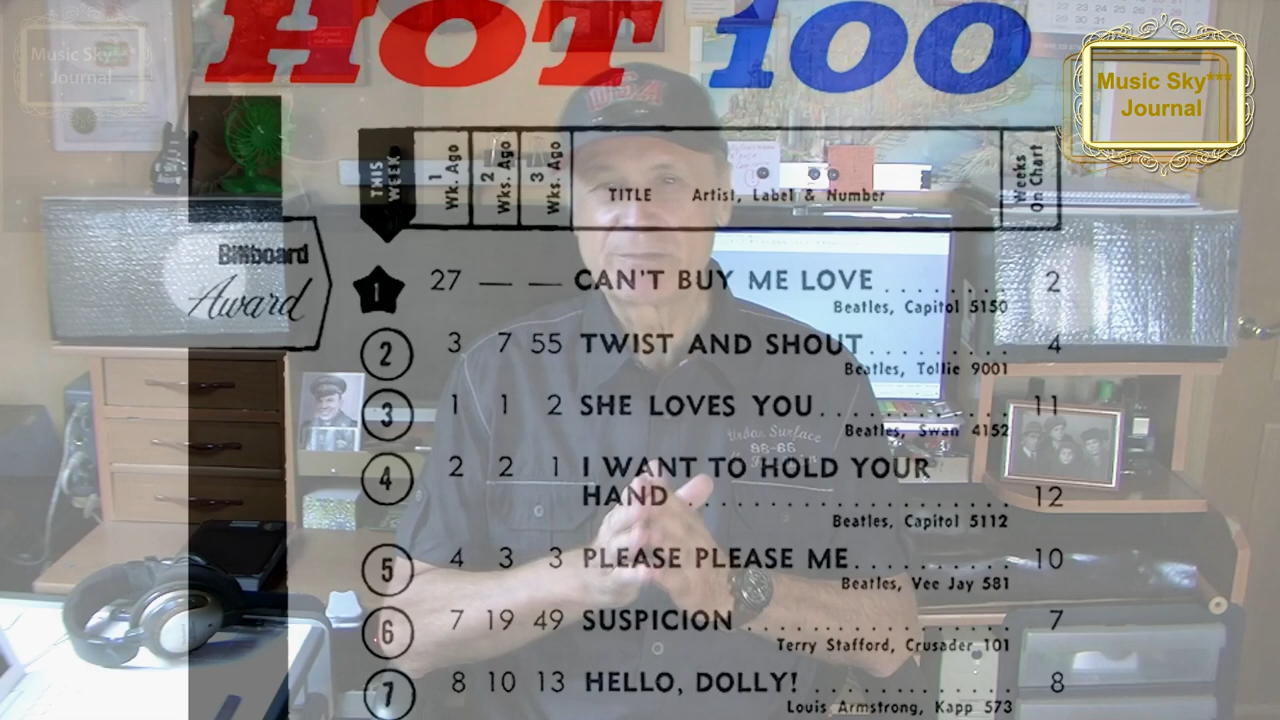 HOT 100
Music Sky***
Journal
Music Sky***
Journal
USA
THIS WEEK
1 Wk. Ago
2 Wks. Ago
3 Wks. Ago
TITLE Artist, Label & Number
Weeks On Chart
Billboard
Award
1 27 — — CAN'T BUY ME LOVE . . . . . . . . 2
Beatles, Capitol 5150
2 3 7 55 TWIST AND SHOUT . . . . . . . . . 4
Beatles, Tollie 9001
3 1 1 2 SHE LOVES YOU . . . . . . . . . . . . 11
Beatles, Swan 4152
4 2 2 1 I WANT TO HOLD YOUR
HAND . . . . . . . . . . . . . . . . . . . . 12
Beatles, Capitol 5112
5 4 3 3 PLEASE PLEASE ME . . . . . . . . . . 10
Beatles, Vee Jay 581
6 7 19 49 SUSPICION . . . . . . . . . . . . . . . . 7
Terry Stafford, Crusader 101
7 8 10 13 HELLO, DOLLY! . . . . . . . . . . . . 8
Louis Armstrong, Kapp 573
Urban Surface